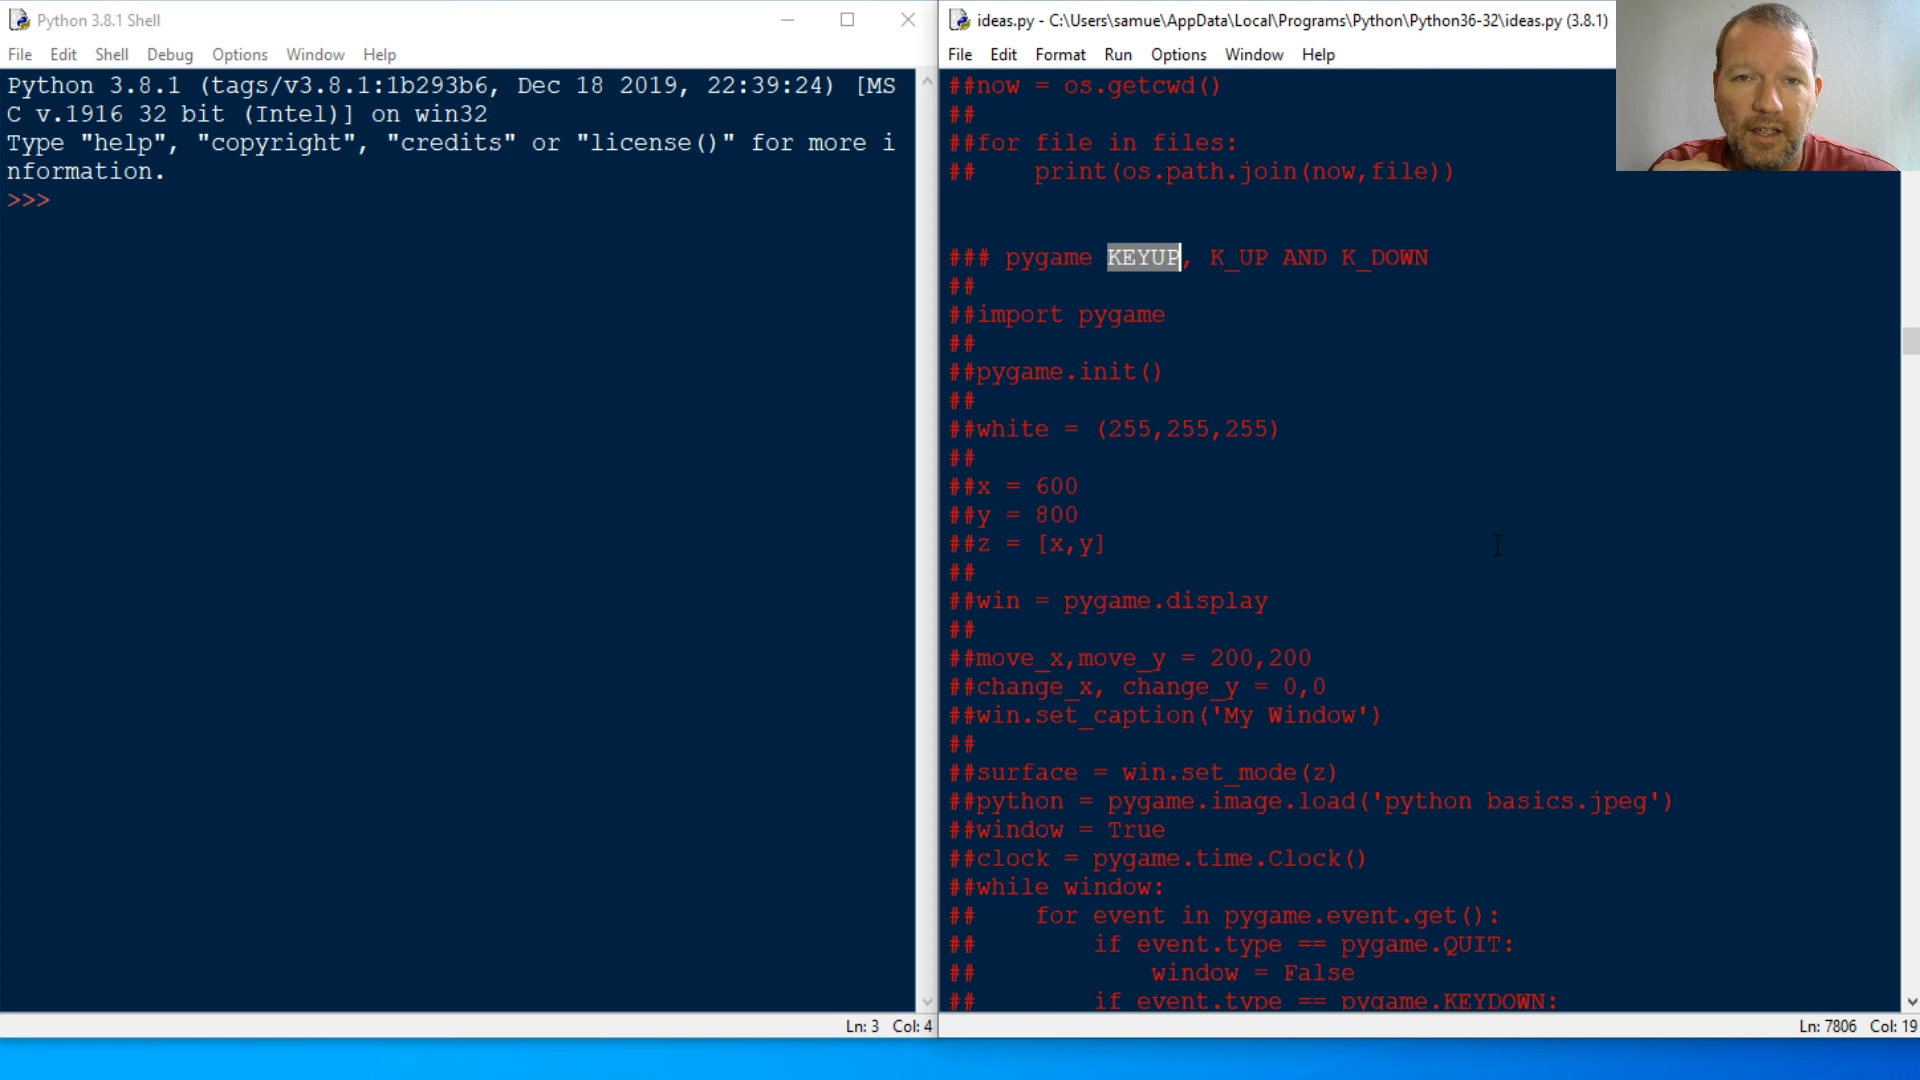 Python 3.8.1 Shell
File Edit Shell Debug Options Window Help
Python 3.8.1 (tags/v3.8.1:1b293b6, Dec 18 2019, 22:39:24) [MS
C v.1916 32 bit (Intel)] on win32
Type "help", "copyright", "credits" or "license()" for more i
nformation.
>>>
Ln: 3 Col: 4
ideas.py - C:\Users\samue\AppData\Local\Programs\Python\Python36-32\ideas.py (3.8.1)
File Edit Format Run Options Window Help
##now = os.getcwd()
##
##for file in files:
##    print(os.path.join(now,file))
### pygame KEYUP, K_UP AND K_DOWN
##
##import pygame
##
##pygame.init()
##
##white = (255,255,255)
##
##x = 600
##y = 800
##z = [x,y]
##
##win = pygame.display
##
##move_x,move_y = 200,200
##change_x, change_y = 0,0
##win.set_caption('My Window')
##
##surface = win.set_mode(z)
##python = pygame.image.load('python basics.jpeg')
##window = True
##clock = pygame.time.Clock()
##while window:
##    for event in pygame.event.get():
##        if event.type == pygame.QUIT:
##            window = False
##        if event.type == pygame.KEYDOWN:
Ln: 7806 Col: 19